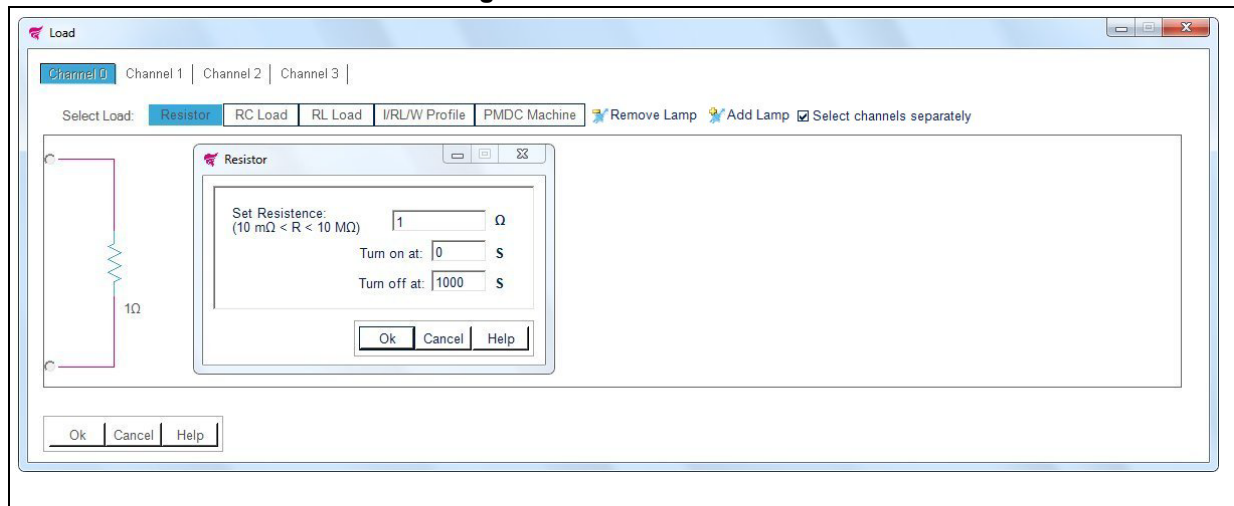 Load
Channel 0 Channel 1 Channel 2 Channel 3
Select Load: Resistor RC Load RL Load I/RL/W Profile PMDC Machine Remove Lamp Add Lamp Select channels separately
Resistor
Set Resistence:
(10 mΩ < R < 10 MΩ) 1 Ω
Turn on at: 0 S
Turn off at: 1000 S
1Ω
Ok Cancel Help
Ok Cancel Help